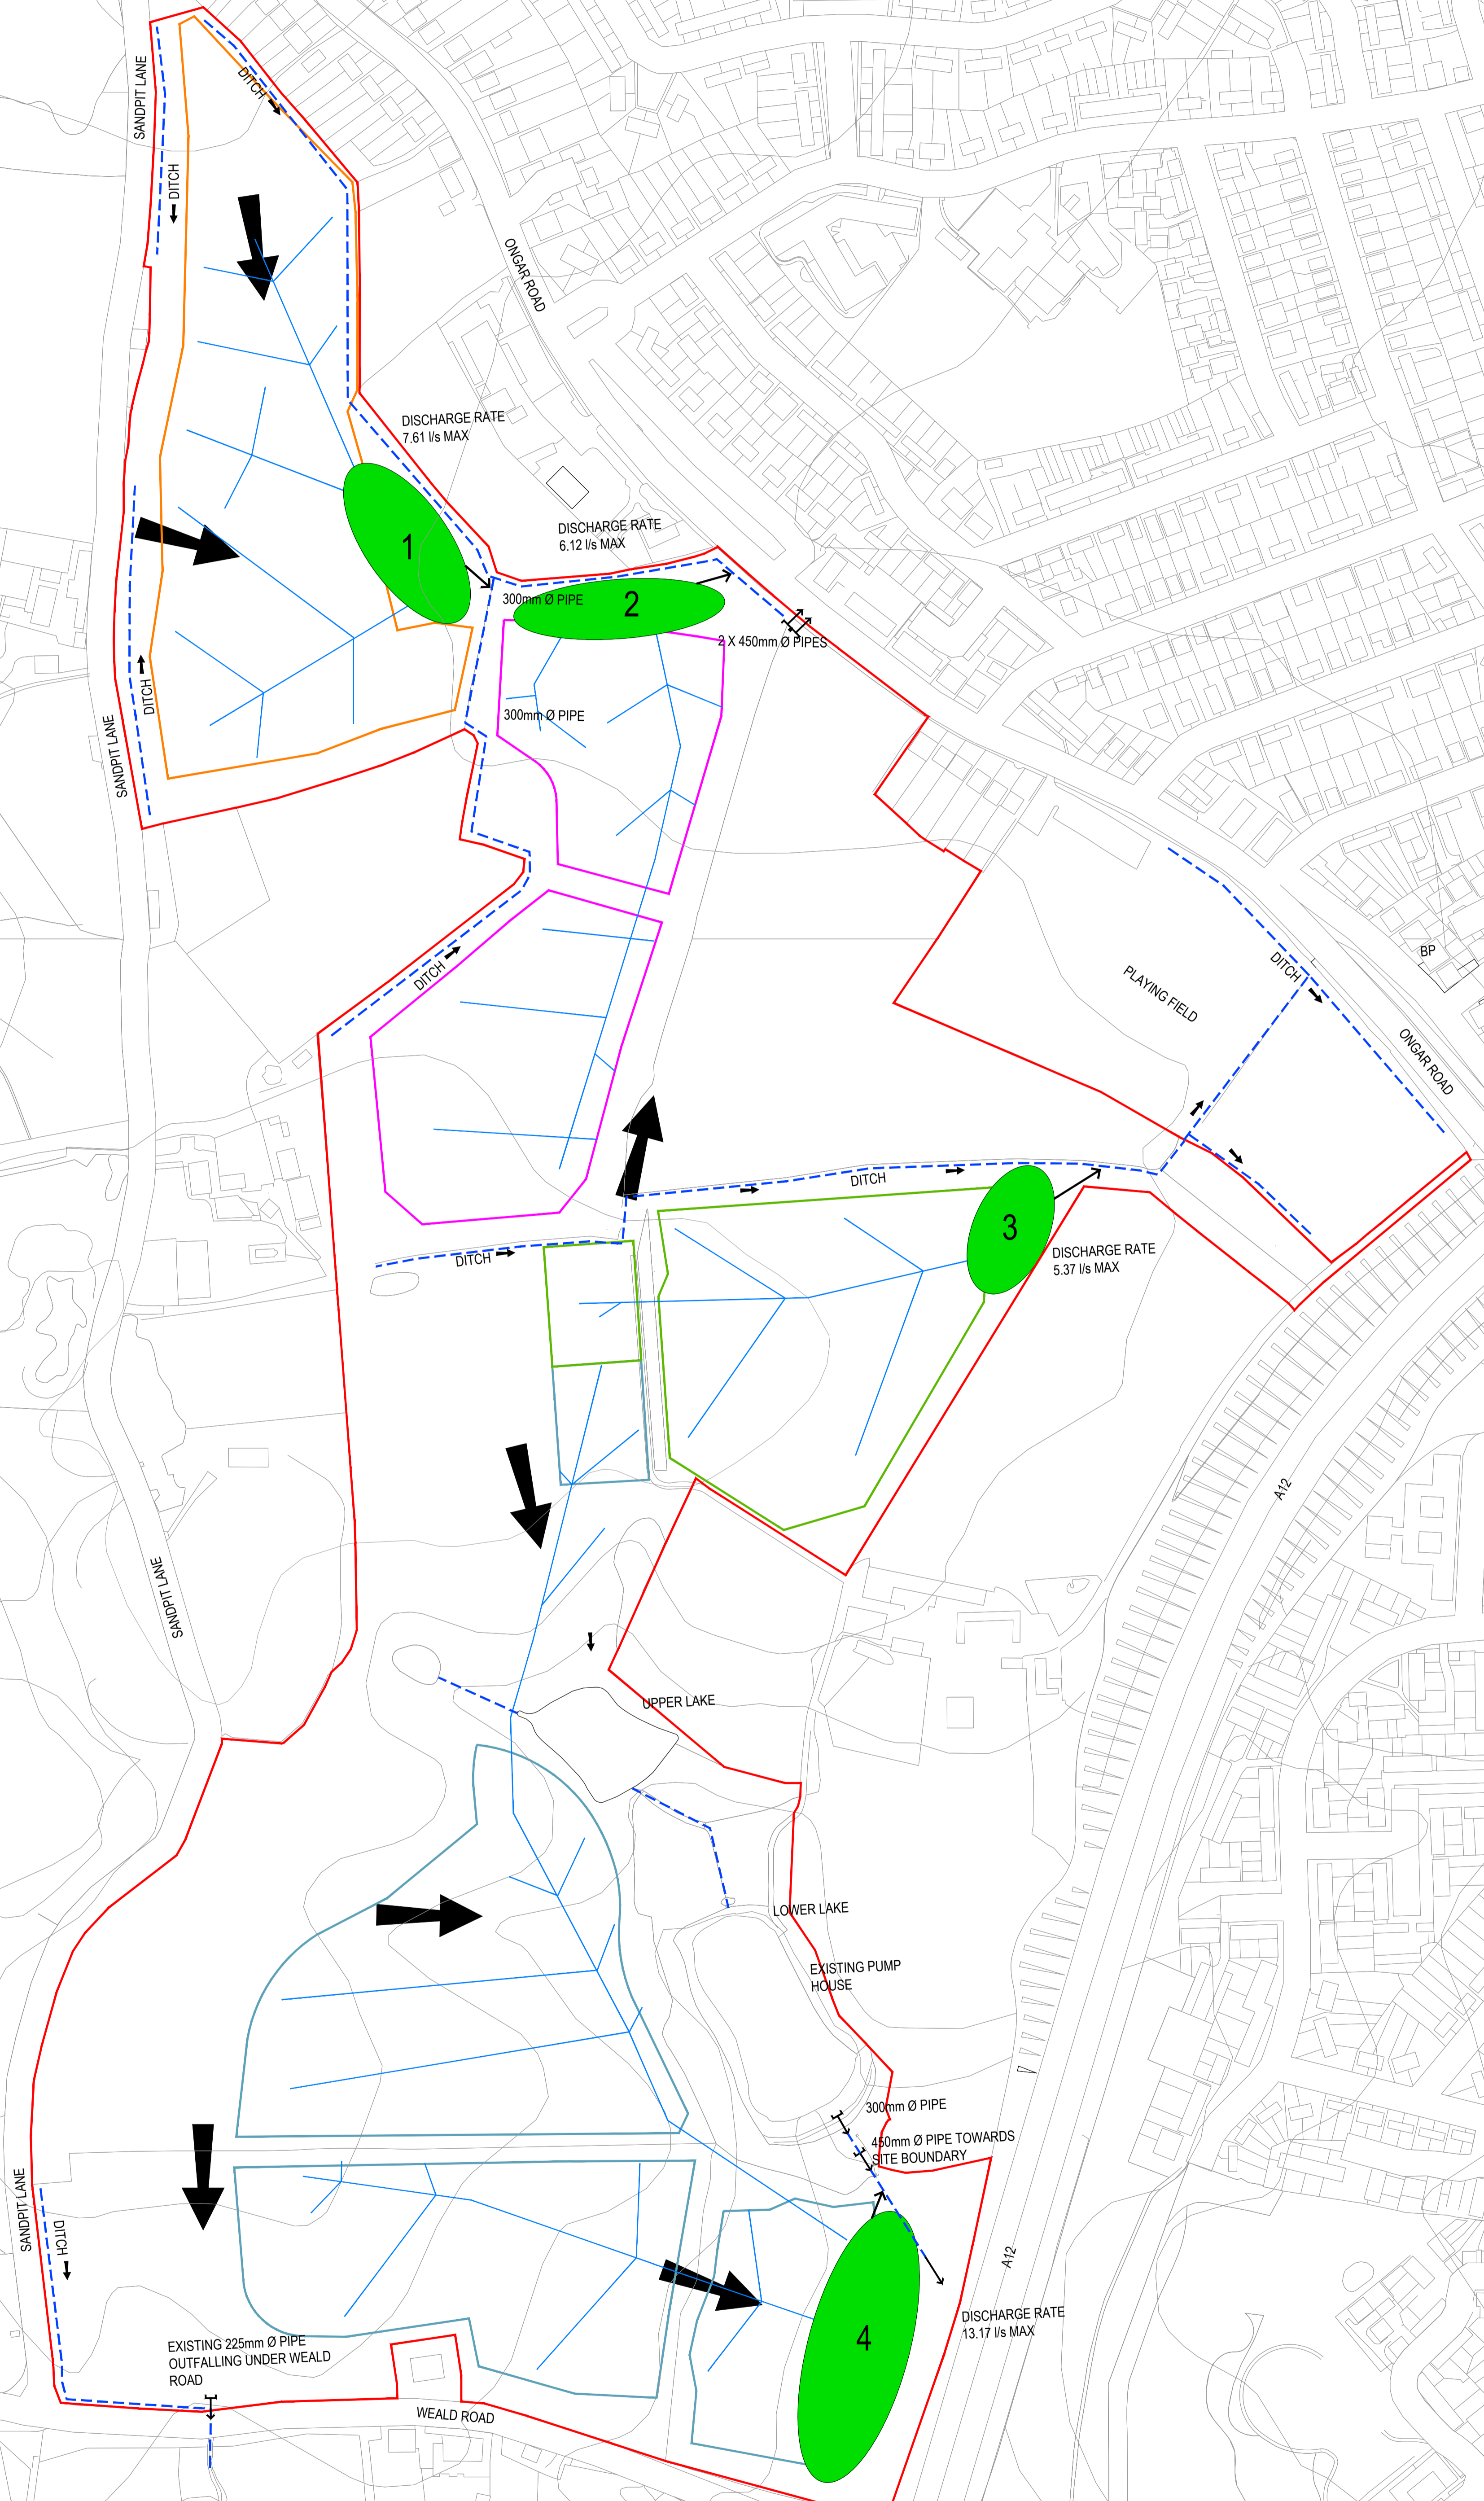 SANDPIT LANE
DITCH
DITCH
ONGAR ROAD
DISCHARGE RATE
7.61 l/s MAX
DISCHARGE RATE
6.12 l/s MAX
1
300mm Ø PIPE
2
2 X 450mm Ø PIPES
DITCH
300mm Ø PIPE
SANDPIT LANE
BP
DITCH
PLAYING FIELD
DITCH
ONGAR ROAD
DITCH
3
DITCH
DISCHARGE RATE
5.37 l/s MAX
A12
SANDPIT LANE
UPPER LAKE
LOWER LAKE
EXISTING PUMP
HOUSE
300mm Ø PIPE
450mm Ø PIPE TOWARDS
SITE BOUNDARY
SANDPIT LANE
DITCH
A12
DISCHARGE RATE
13.17 l/s MAX
4
EXISTING 225mm Ø PIPE
OUTFALLING UNDER WEALD
ROAD
WEALD ROAD